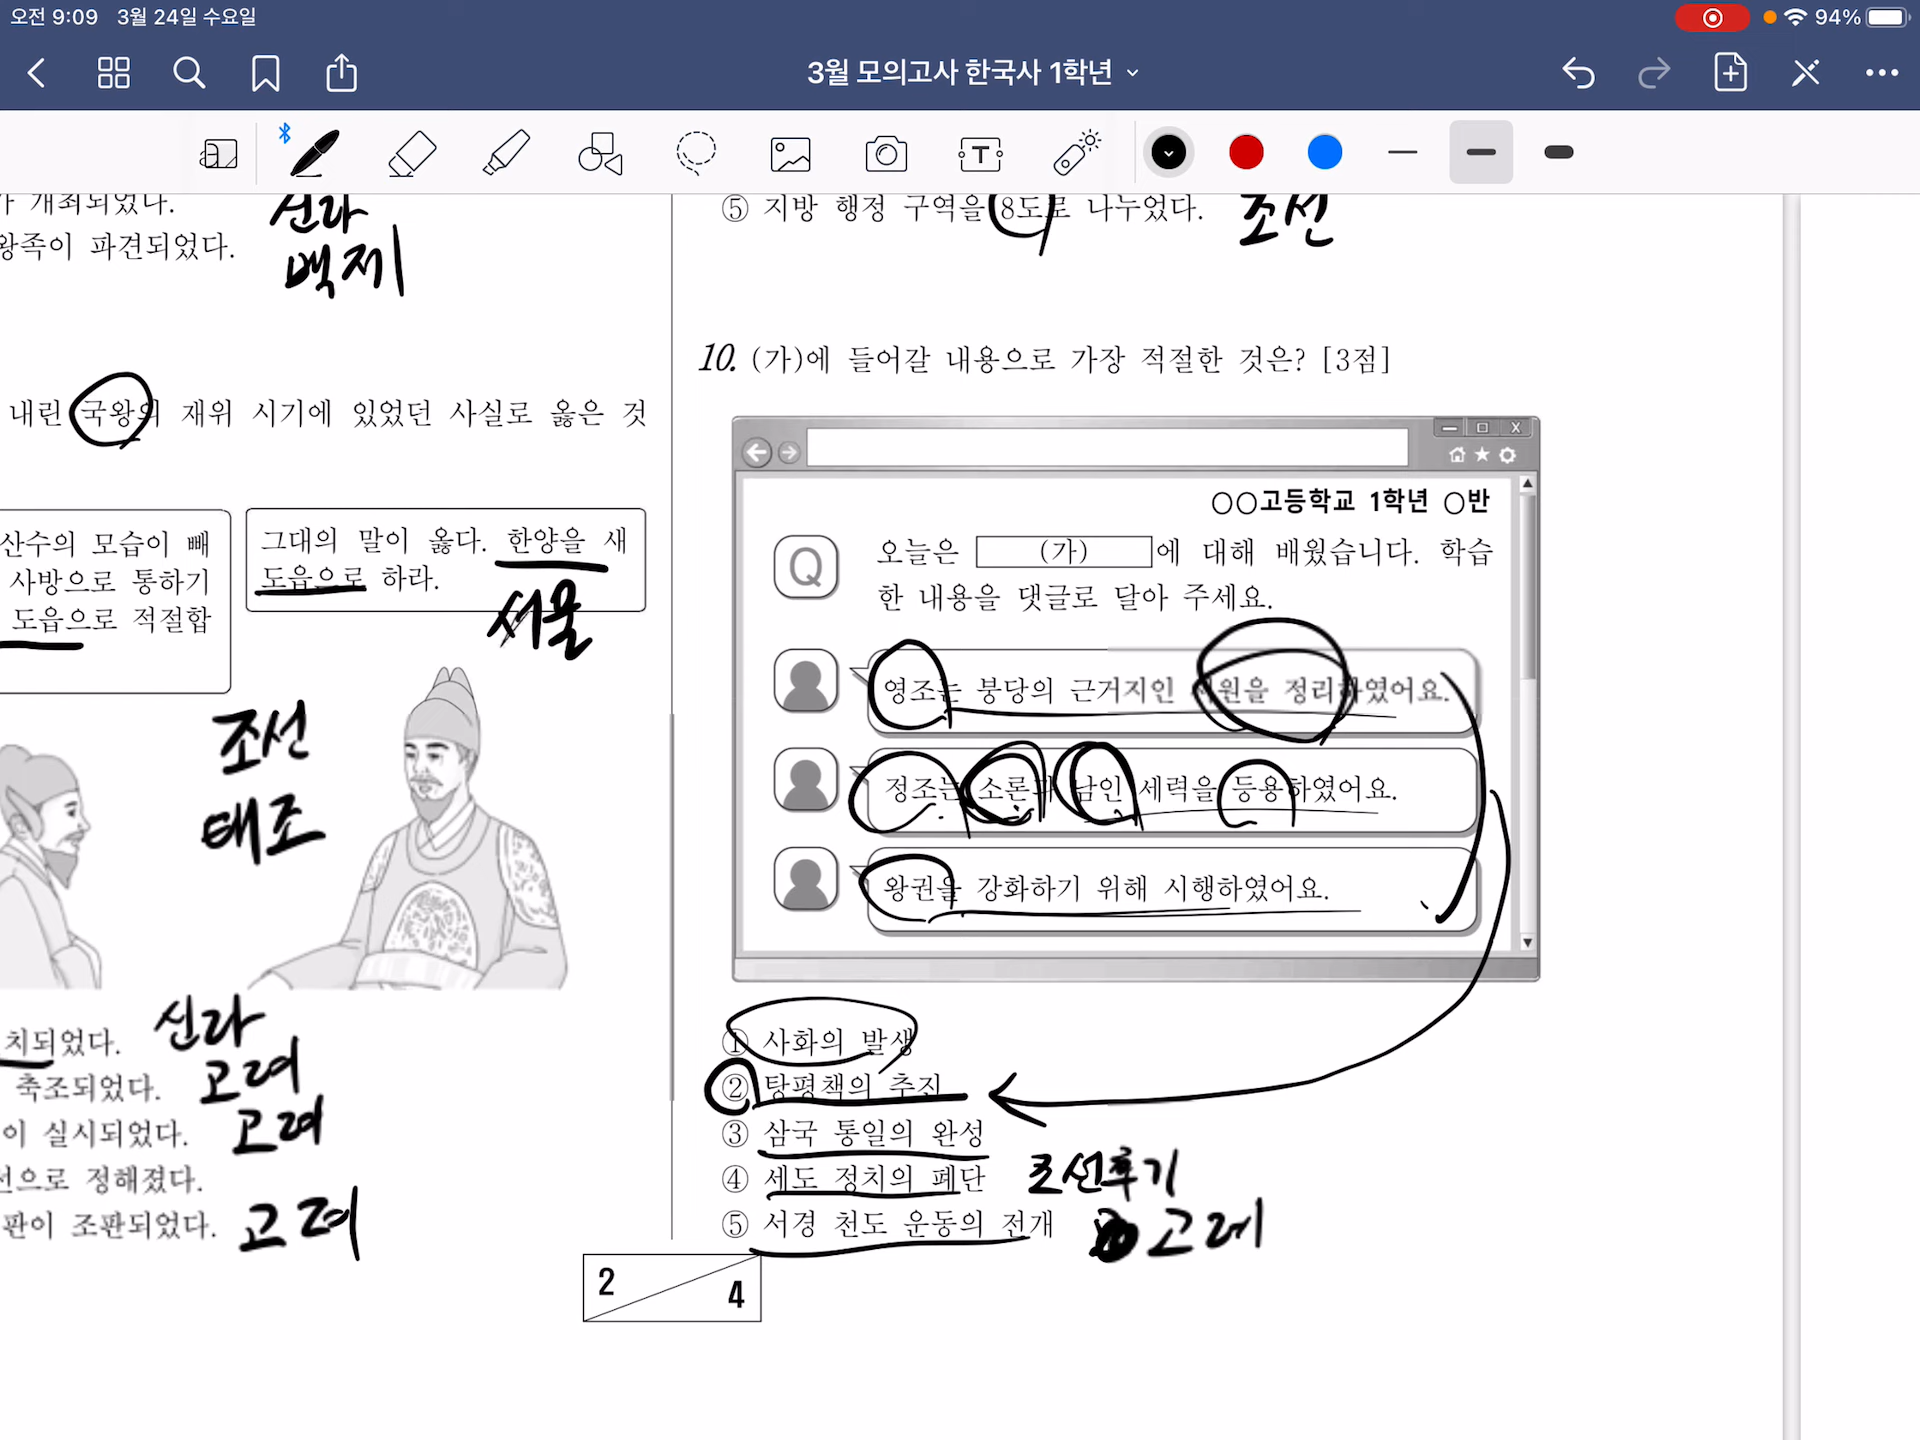 오전 9:09 3월 24일 수요일
94%
3월 모의고사 한국사 1학년
T
가 개최되었다. 신라
왕족이 파견되었다. 백제
내린 국왕의 재위 시기에 있었던 사실로 옳은 것
산수의 모습이 빼
사방으로 통하기
도읍으로 적절합
그대의 말이 옳다. 한양을 새
도읍으로 하라.
서울
조선
태조
치되었다. 신라
축조되었다. 고려
이 실시되었다. 고려
선으로 정해졌다.
판이 조판되었다. 고려
⑤ 지방 행정 구역을 8도로 나누었다. 조선
10. (가)에 들어갈 내용으로 가장 적절한 것은? [3점]
X
○○고등학교 1학년 ○반
Q 오늘은 (가)에 대해 배웠습니다. 학습
한 내용을 댓글로 달아 주세요.
영조는 붕당의 근거지인 서원을 정리하였어요.
정조는 소론과 남인 세력을 등용하였어요.
왕권을 강화하기 위해 시행하였어요.
① 사화의 발생
② 탕평책의 추진
③ 삼국 통일의 완성
④ 세도 정치의 폐단 조선후기
⑤ 서경 천도 운동의 전개 고려
2 4